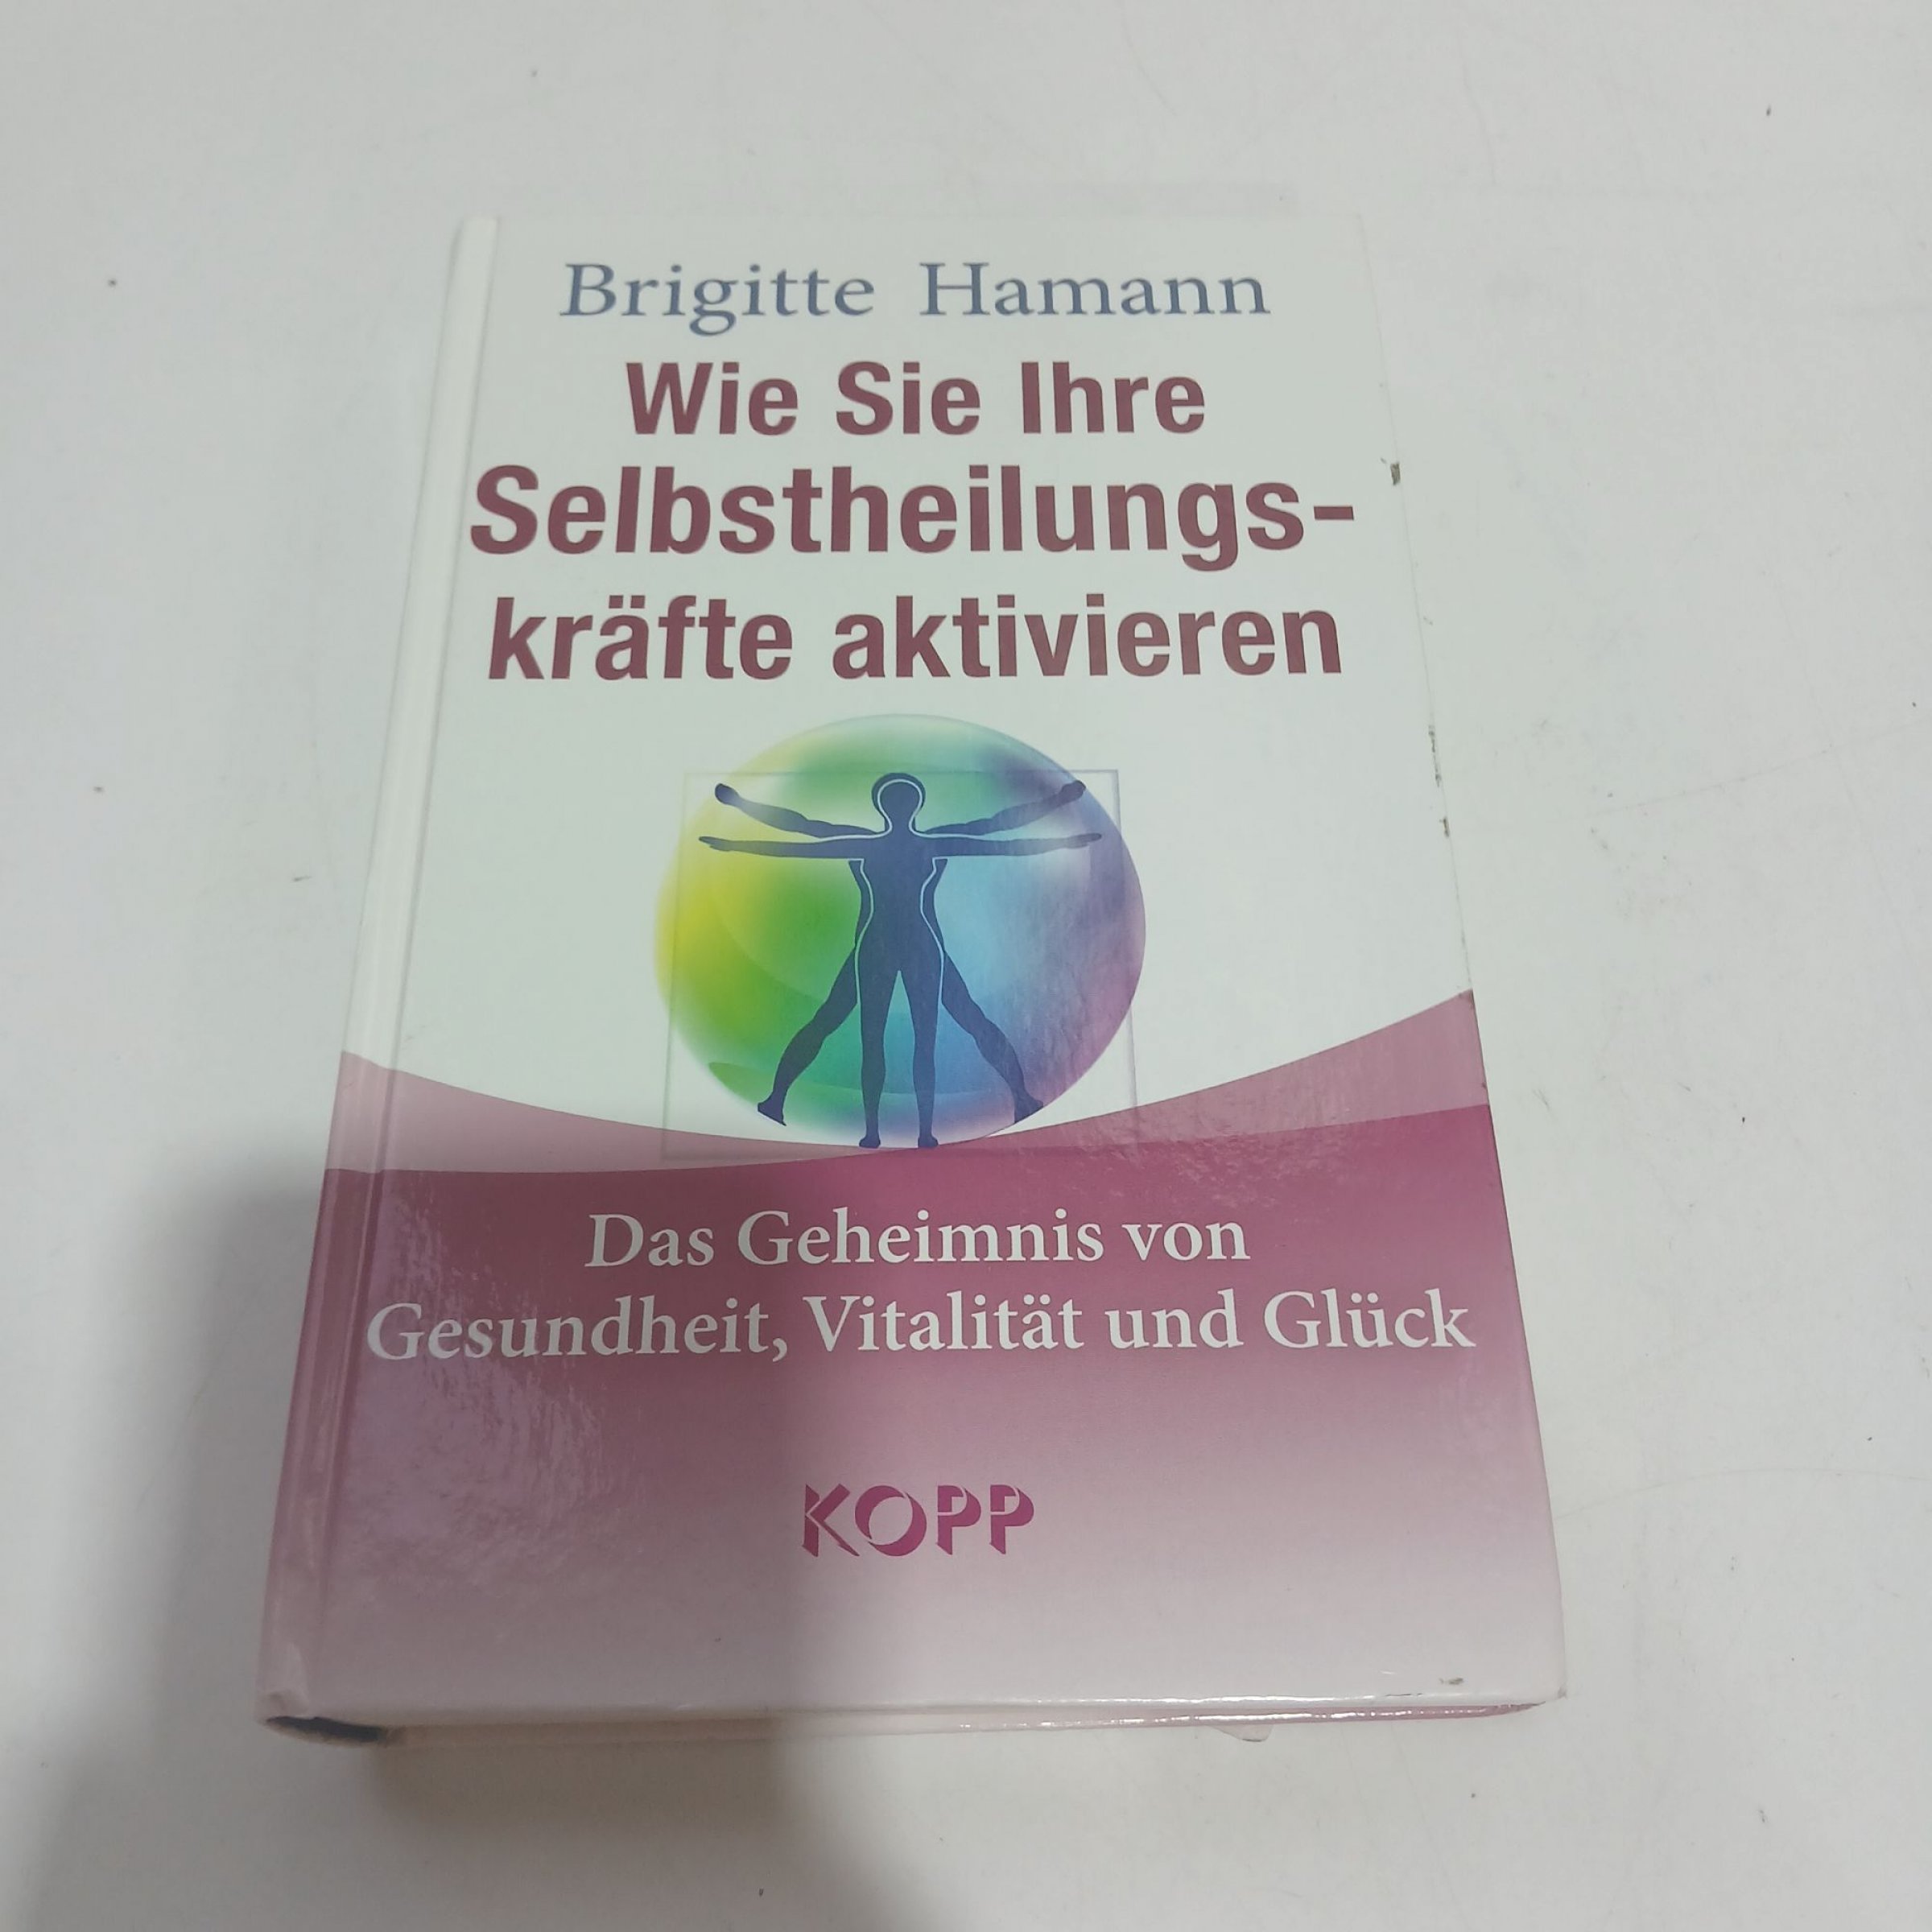 Brigitte Hamann
Wie Sie Ihre
Selbstheilungs-
kräfte aktivieren
Das Geheimnis von
Gesundheit, Vitalität und Glück
KOPP